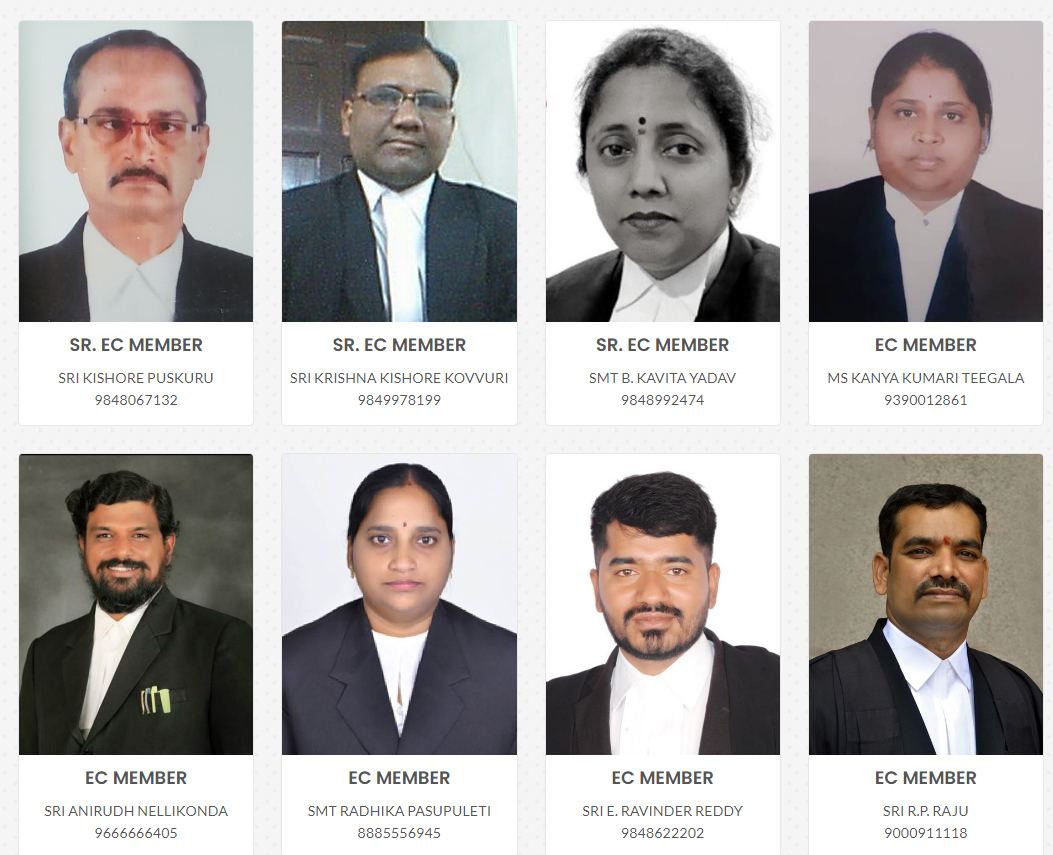 SR. EC MEMBER
SRI KISHORE PUSKURU
9848067132
SR. EC MEMBER
SRI KRISHNA KISHORE KOVVURI
9849978199
SR. EC MEMBER
SMT B. KAVITA YADAV
9848992474
EC MEMBER
MS KANYA KUMARI TEEGALA
9390012861
EC MEMBER
SRI ANIRUDH NELLIKONDA
9666666405
EC MEMBER
SMT RADHIKA PASUPULETI
8885556945
EC MEMBER
SRI E. RAVINDER REDDY
9848622202
EC MEMBER
SRI R.P. RAJU
9000911118